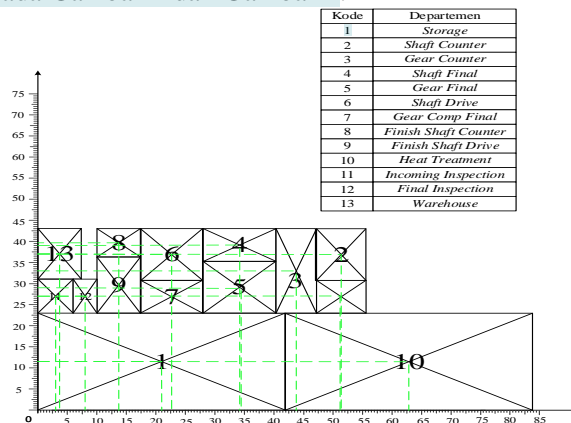 Kode Departemen
1 Storage
2 Shaft Counter
3 Gear Counter
4 Shaft Final
5 Gear Final
6 Shaft Drive
7 Gear Comp Final
8 Finish Shaft Counter
9 Finish Shaft Drive
10 Heat Treatment
11 Incoming Inspection
12 Final Inspection
13 Warehouse
75
70
65
60
55
50
45
40
35
30
25
20
15
10
5
13 8 6 4 2
9 7 5 3
12
1 10
0 5 10 15 20 25 30 35 40 45 50 55 60 65 70 75 80 85